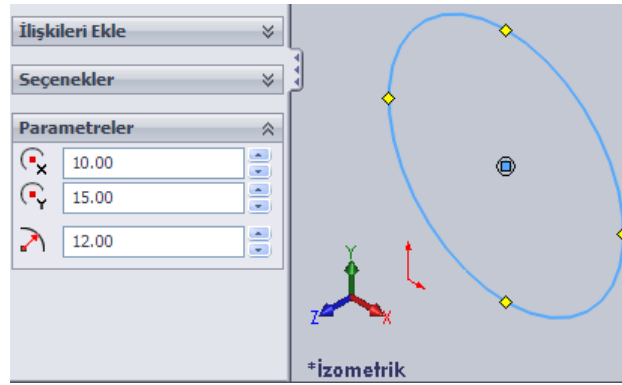 İlişkileri Ekle
Seçenekler
Parametreler
X 10.00
Y 15.00
12.00
Y
Z X
*İzometrik